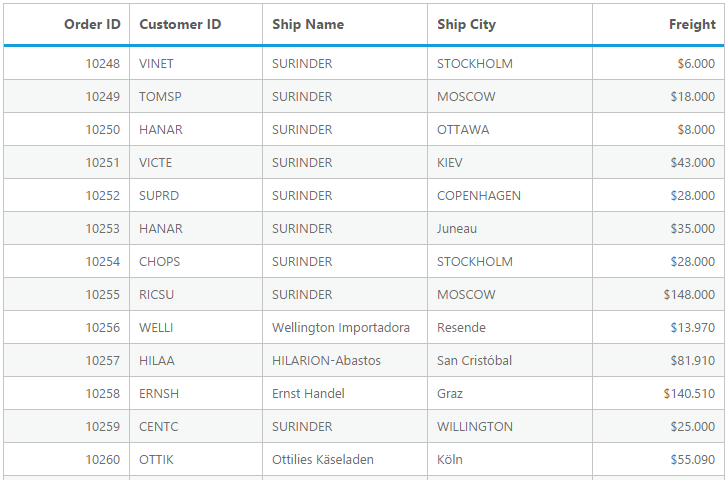 Order ID Customer ID Ship Name Ship City Freight
10248 VINET SURINDER STOCKHOLM $6.000
10249 TOMSP SURINDER MOSCOW $18.000
10250 HANAR SURINDER OTTAWA $8.000
10251 VICTE SURINDER KIEV $43.000
10252 SUPRD SURINDER COPENHAGEN $28.000
10253 HANAR SURINDER Juneau $35.000
10254 CHOPS SURINDER STOCKHOLM $28.000
10255 RICSU SURINDER MOSCOW $148.000
10256 WELLI Wellington Importadora Resende $13.970
10257 HILAA HILARION-Abastos San Cristóbal $81.910
10258 ERNSH Ernst Handel Graz $140.510
10259 CENTC SURINDER WILLINGTON $25.000
10260 OTTIK Ottilies Käseladen Köln $55.090